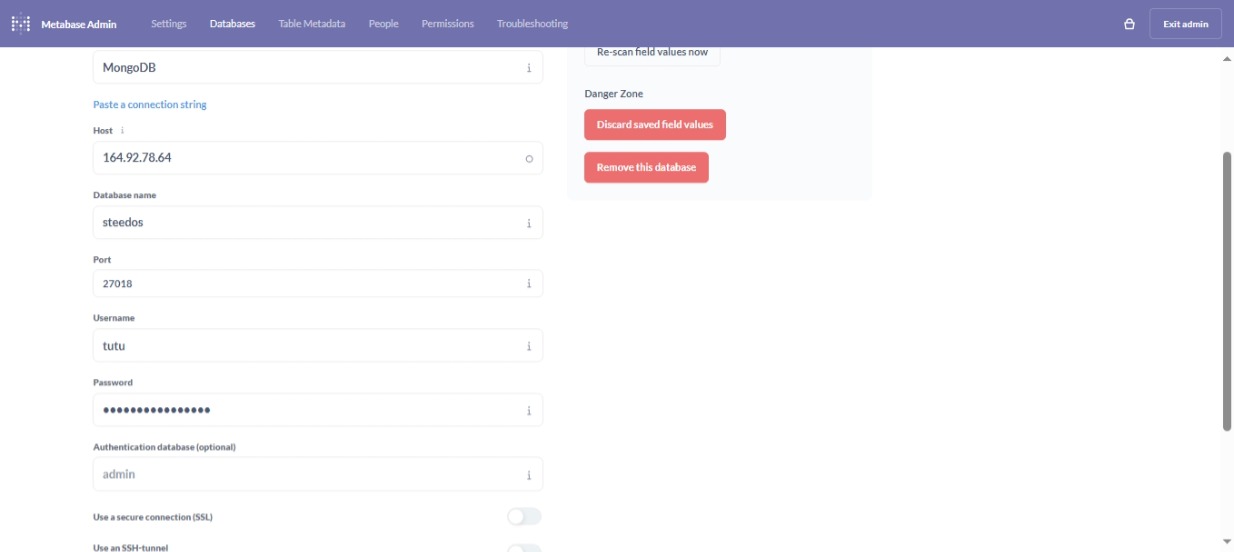 Metabase Admin Settings Databases Table Metadata People Permissions Troubleshooting Exit admin
MongoDB
Paste a connection string
Host
164.92.78.64
Database name
steedos
Port
27018
Username
tutu
Password
••••••••••••••••
Authentication database (optional)
admin
Use a secure connection (SSL)
Use an SSH-tunnel
Re-scan field values now
Danger Zone
Discard saved field values
Remove this database